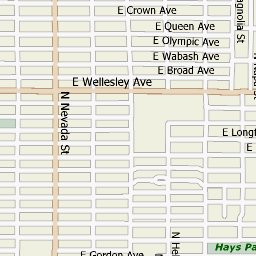 E Crown Ave
E Queen Ave
E Olympic Ave
E Wabash Ave
E Broad Ave
E Wellesley Ave
N Nevada St
E
E Gordon Ave